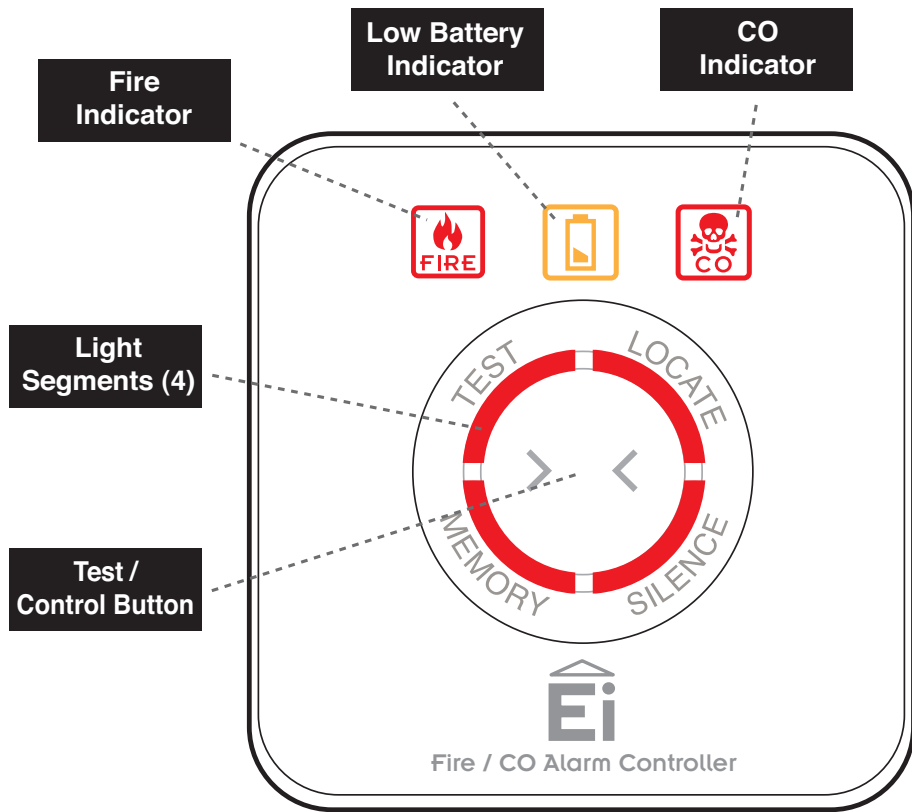 Low Battery
Indicator
CO
Indicator
Fire
Indicator
FIRE
CO
Light
Segments (4)
TEST
LOCATE
MEMORY
SILENCE
Test /
Control Button
Ei
Fire / CO Alarm Controller